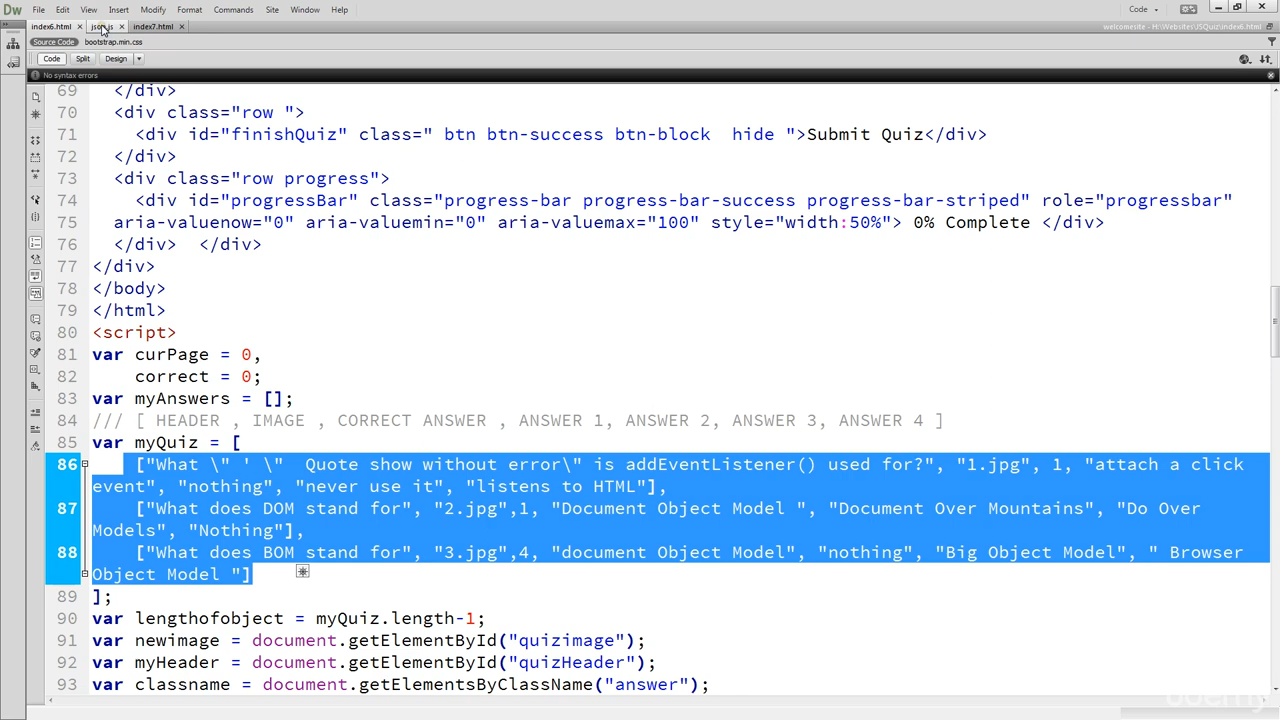 Dw File Edit View Insert Format Modify Commands Site Window Help Code
index6.html × × index7.html ×
welcomesite - H:\Websites\JSQuiz\index6.html
Source Code bootstrap.min.css
Code Split Design
No syntax errors
69 </div>
70 <div class="row ">
71 <div id="finishQuiz" class=" btn btn-success btn-block hide ">Submit Quiz</div>
72 </div>
73 <div class="row progress">
74 <div id="progressBar" class="progress-bar progress-bar-success progress-bar-striped" role="progressbar"
75 aria-valuenow="0" aria-valuemin="0" aria-valuemax="100" style="width:50%"> 0% Complete </div>
76 </div> </div>
77 </div>
78 </body>
79 </html>
80 <script>
81 var curPage = 0,
82 correct = 0;
83 var myAnswers = [];
84 /// [ HEADER , IMAGE , CORRECT ANSWER , ANSWER 1, ANSWER 2, ANSWER 3, ANSWER 4 ]
85 var myQuiz = [
86 ["What \" ' \" Quote show without error\" is addEventListener() used for?", "1.jpg", 1, "attach a click
event", "nothing", "never use it", "listens to HTML"],
87 ["What does DOM stand for", "2.jpg",1, "Document Object Model ", "Document Over Mountains", "Do Over
Models", "Nothing"],
88 ["What does BOM stand for", "3.jpg",4, "document Object Model", "nothing", "Big Object Model", " Browser
Object Model "]
89 ];
90 var lengthofobject = myQuiz.length-1;
91 var newimage = document.getElementById("quizimage");
92 var myHeader = document.getElementById("quizHeader");
93 var classname = document.getElementsByClassName("answer");